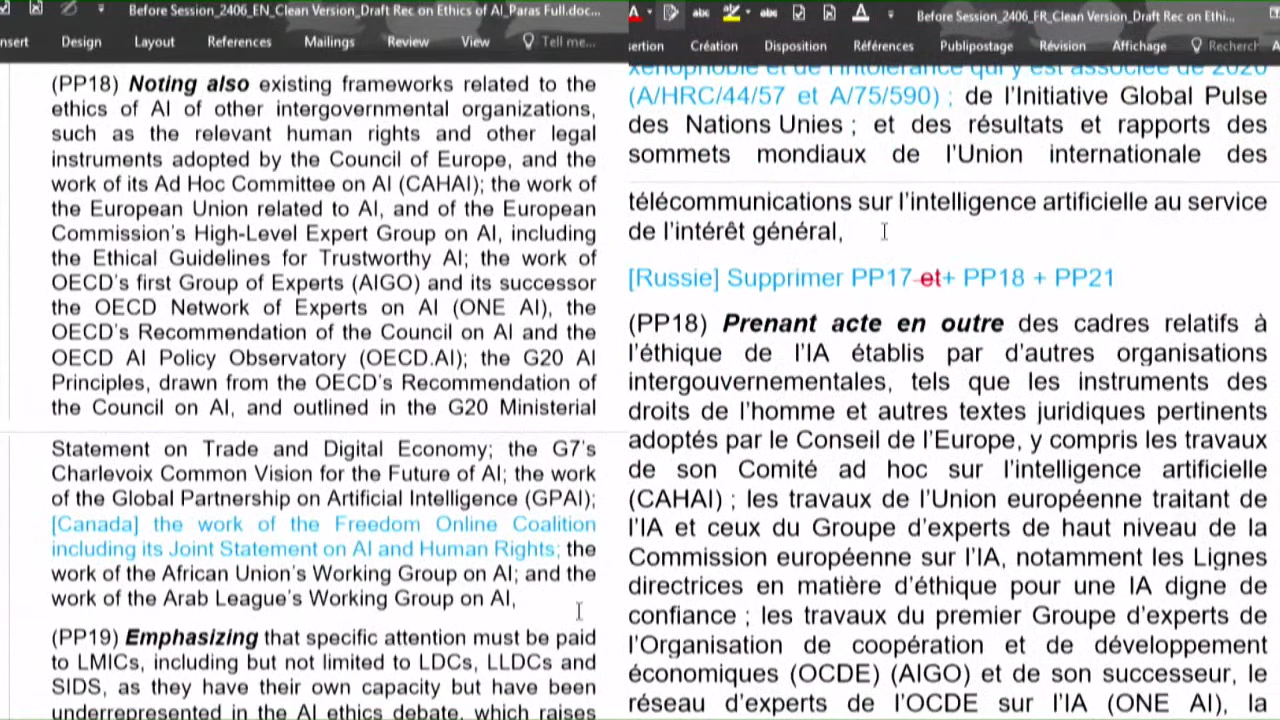 Before Session_2406_EN_Clean Version_Draft Rec on Ethics of AI_Paras Full.doc...
nsert Design Layout References Mailings Review View Tell me...
(PP18) Noting also existing frameworks related to the
ethics of AI of other intergovernmental organizations,
such as the relevant human rights and other legal
instruments adopted by the Council of Europe, and the
work of its Ad Hoc Committee on AI (CAHAI); the work of
the European Union related to AI, and of the European
Commission's High-Level Expert Group on AI, including
the Ethical Guidelines for Trustworthy AI; the work of
OECD's first Group of Experts (AIGO) and its successor
the OECD Network of Experts on AI (ONE AI), the
OECD's Recommendation of the Council on AI and the
OECD AI Policy Observatory (OECD.AI); the G20 AI
Principles, drawn from the OECD's Recommendation of
the Council on AI, and outlined in the G20 Ministerial
Statement on Trade and Digital Economy; the G7's
Charlevoix Common Vision for the Future of AI; the work
of the Global Partnership on Artificial Intelligence (GPAI);
[Canada] the work of the Freedom Online Coalition
including its Joint Statement on AI and Human Rights; the
work of the African Union's Working Group on AI; and the
work of the Arab League's Working Group on AI,
(PP19) Emphasizing that specific attention must be paid
to LMICs, including but not limited to LDCs, LLDCs and
SIDS, as they have their own capacity but have been
underrepresented in the AI ethics debate, which raises
Before Session_2406_FR_Clean Version_Draft Rec on Ethi...
ertion Création Disposition Références Publipostage Révision Affichage Recherch
xénophobie et de l'intolérance qui y est associée de 2020
(A/HRC/44/57 et A/75/590) ; de l'Initiative Global Pulse
des Nations Unies ; et des résultats et rapports des
sommets mondiaux de l'Union internationale des
télécommunications sur l'intelligence artificielle au service
de l'intérêt général,
[Russie] Supprimer PP17 et+ PP18 + PP21
(PP18) Prenant acte en outre des cadres relatifs à
l'éthique de l'IA établis par d'autres organisations
intergouvernementales, tels que les instruments des
droits de l'homme et autres textes juridiques pertinents
adoptés par le Conseil de l'Europe, y compris les travaux
de son Comité ad hoc sur l'intelligence artificielle
(CAHAI) ; les travaux de l'Union européenne traitant de
l'IA et ceux du Groupe d'experts de haut niveau de la
Commission européenne sur l'IA, notamment les Lignes
directrices en matière d'éthique pour une IA digne de
confiance ; les travaux du premier Groupe d'experts de
l'Organisation de coopération et de développement
économiques (OCDE) (AIGO) et de son successeur, le
réseau d'experts de l'OCDE sur l'IA (ONE AI), la